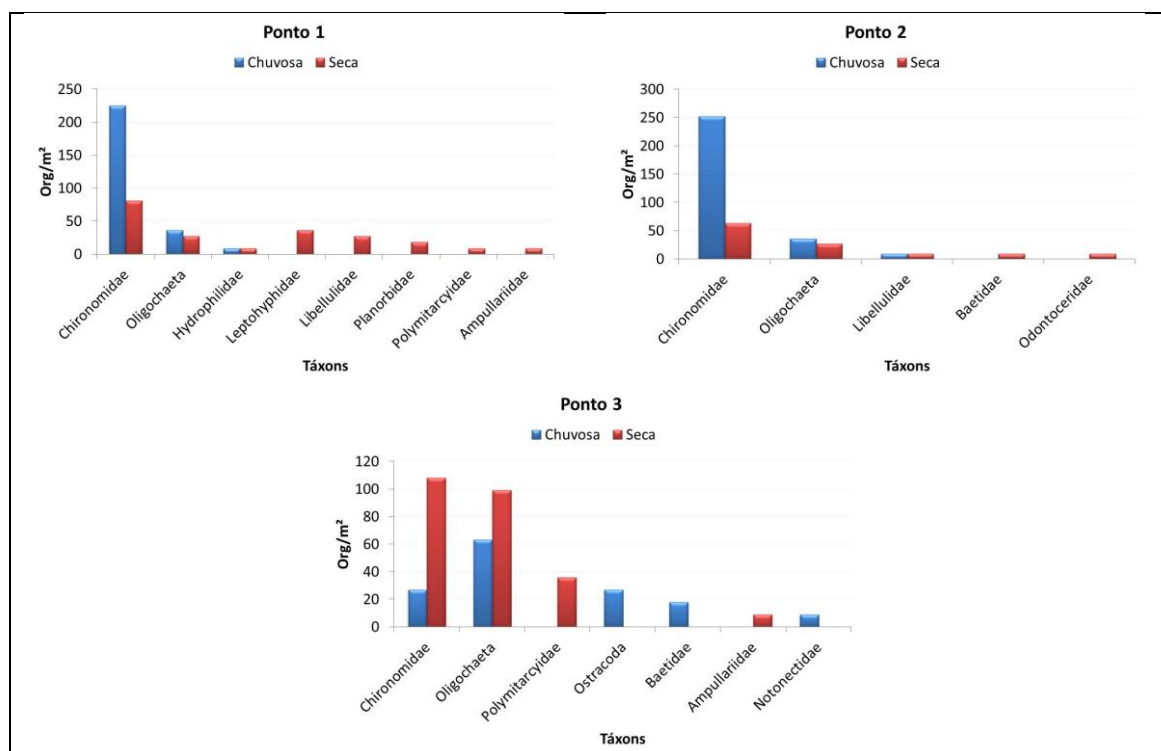 Ponto 1
Chuvosa Seca
Org/m²
250
200
150
100
50
0
Chironomidae
Oligochaeta
Hydrophilidae
Leptohyphidae
Libellulidae
Planorbidae
Polymitarcyidae
Ampullariidae
Táxons
Ponto 2
Chuvosa Seca
Org/m²
300
250
200
150
100
50
0
Chironomidae
Oligochaeta
Libellulidae
Baetidae
Odontoceridae
Táxons
Ponto 3
Chuvosa Seca
Org/m²
120
100
80
60
40
20
0
Chironomidae
Oligochaeta
Polymitarcyidae
Ostracoda
Baetidae
Ampullariidae
Notonectidae
Táxons